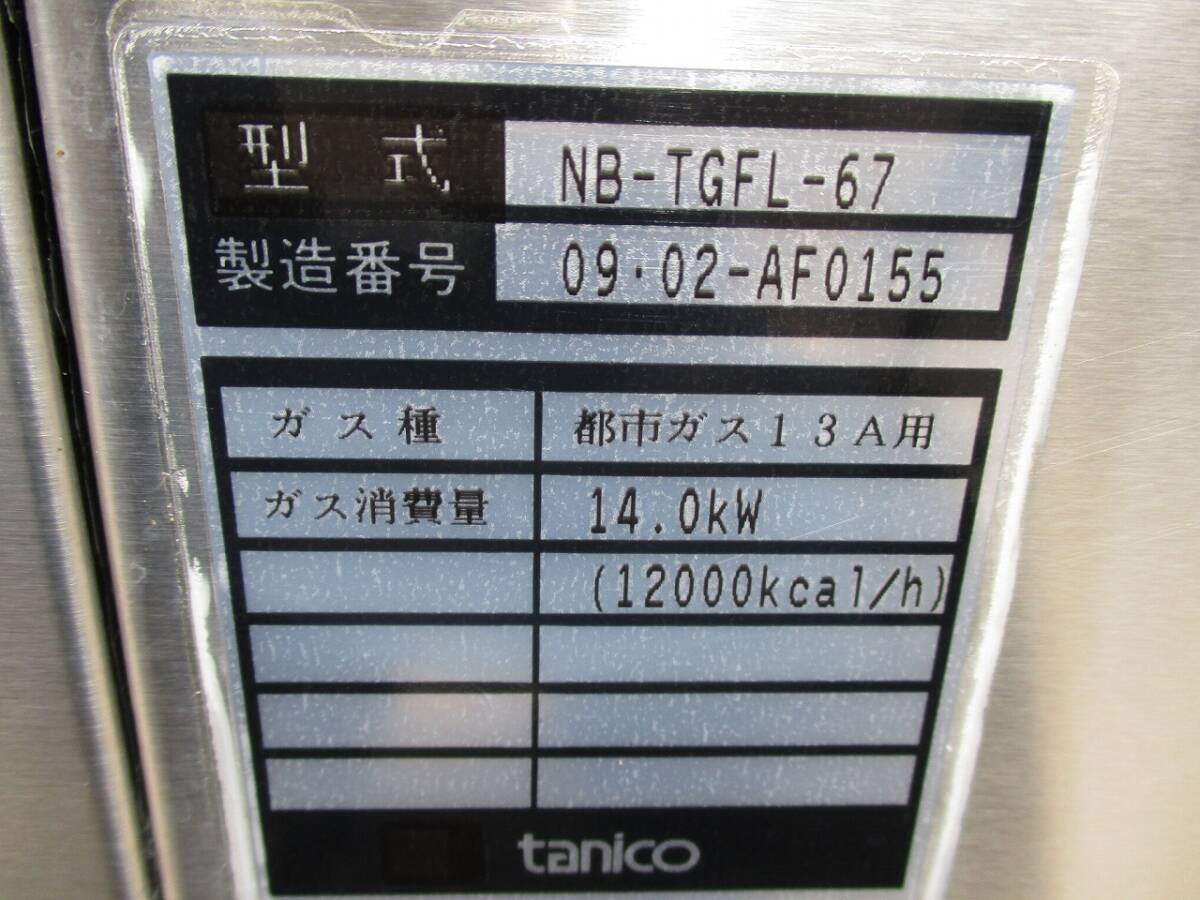 型式 NB-TGFL-67
製造番号 09・02-AF0155
ガス種 都市ガス13A用
ガス消費量 14.0kW
(12000kcal/h)
tanico